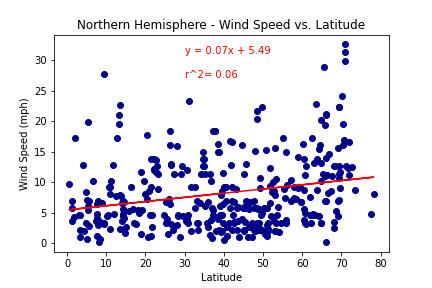 Northern Hemisphere - Wind Speed vs. Latitude
y = 0.07x + 5.49
r^2= 0.06
Wind Speed (mph)
30
25
20
15
10
5
0
0 10 20 30 40 50 60 70 80
Latitude